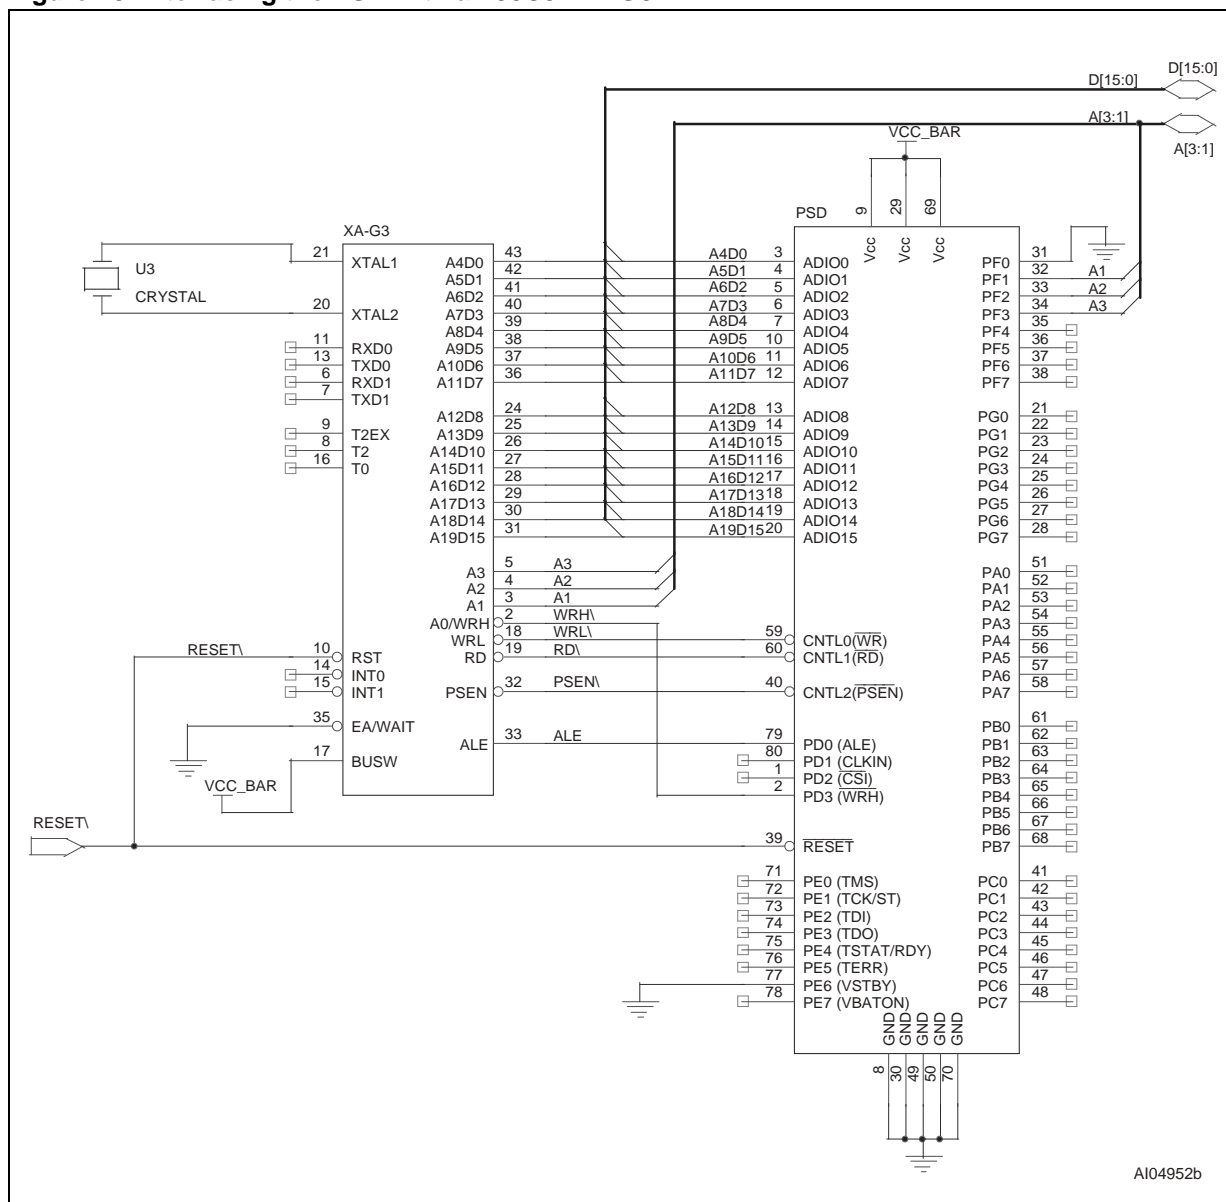 D[15:0]
D[15:0]
A[3:1]
A[3:1]
VCC_BAR
PSD
9
29
69
Vcc
Vcc
Vcc
XA-G3
U3
CRYSTAL
21 XTAL1
20 XTAL2
11 RXD0
13 TXD0
6 RXD1
7 TXD1
9 T2EX
8 T2
16 T0
RESET\ 10 RST
14 INT0
15 INT1
35 EA/WAIT
17 BUSW
VCC_BAR
RESET\
A4D0 43 A4D0 3 ADIO0
A5D1 42 A5D1 4 ADIO1
A6D2 41 A6D2 5 ADIO2
A7D3 40 A7D3 6 ADIO3
A8D4 39 A8D4 7 ADIO4
A9D5 38 A9D5 10 ADIO5
A10D6 37 A10D6 11 ADIO6
A11D7 36 A11D7 12 ADIO7
A12D8 24 A12D8 13 ADIO8
A13D9 25 A13D9 14 ADIO9
A14D10 26 A14D10 15 ADIO10
A15D11 27 A15D11 16 ADIO11
A16D12 28 A16D12 17 ADIO12
A17D13 29 A17D13 18 ADIO13
A18D14 30 A18D14 19 ADIO14
A19D15 31 A19D15 20 ADIO15
A3 5 A3
A2 4 A2
A1 3 A1
A0/WRH 2 WRH\
WRL 18 WRL\ 59 CNTL0(WR)
RD 19 RD\ 60 CNTL1(RD)
PSEN 32 PSEN\ 40 CNTL2(PSEN)
ALE 33 ALE 79 PD0 (ALE)
80 PD1 (CLKIN)
1 PD2 (CSI)
2 PD3 (WRH)
39 RESET
71 PE0 (TMS)
72 PE1 (TCK/ST)
73 PE2 (TDI)
74 PE3 (TDO)
75 PE4 (TSTAT/RDY)
76 PE5 (TERR)
77 PE6 (VSTBY)
78 PE7 (VBATON)
PF0 31
PF1 32 A1
PF2 33 A2
PF3 34 A3
PF4 35
PF5 36
PF6 37
PF7 38
PG0 21
PG1 22
PG2 23
PG3 24
PG4 25
PG5 26
PG6 27
PG7 28
PA0 51
PA1 52
PA2 53
PA3 54
PA4 55
PA5 56
PA6 57
PA7 58
PB0 61
PB1 62
PB2 63
PB3 64
PB4 65
PB5 66
PB6 67
PB7 68
PC0 41
PC1 42
PC2 43
PC3 44
PC4 45
PC5 46
PC6 47
PC7 48
GND
GND
GND
GND
GND
8
30
49
50
70
AI04952b